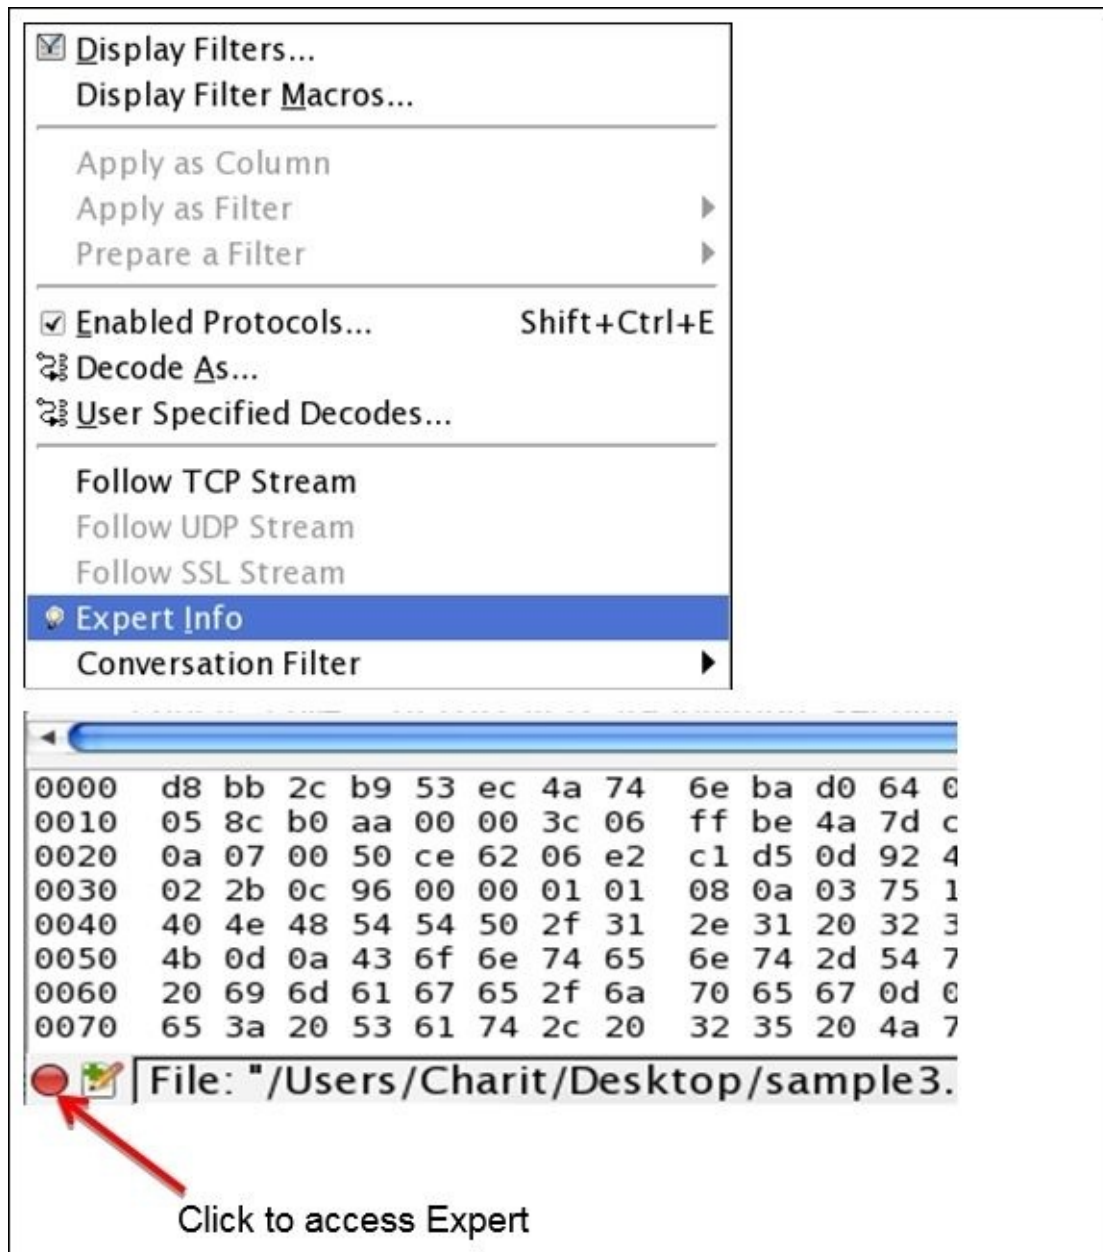 Display Filters...
Display Filter Macros...
Apply as Column
Apply as Filter
Prepare a Filter
Enabled Protocols... Shift+Ctrl+E
Decode As...
User Specified Decodes...
Follow TCP Stream
Follow UDP Stream
Follow SSL Stream
Expert Info
Conversation Filter
0000 d8 bb 2c b9 53 ec 4a 74 6e ba d0 64 0
0010 05 8c b0 aa 00 00 3c 06 ff be 4a 7d c
0020 0a 07 00 50 ce 62 06 e2 c1 d5 0d 92 4
0030 02 2b 0c 96 00 00 01 01 08 0a 03 75 1
0040 40 4e 48 54 54 50 2f 31 2e 31 20 32 3
0050 4b 0d 0a 43 6f 6e 74 65 6e 74 2d 54 7
0060 20 69 6d 61 67 65 2f 6a 70 65 67 0d 0
0070 65 3a 20 53 61 74 2c 20 32 35 20 4a 7
File: "/Users/Charit/Desktop/sample3.
Click to access Expert